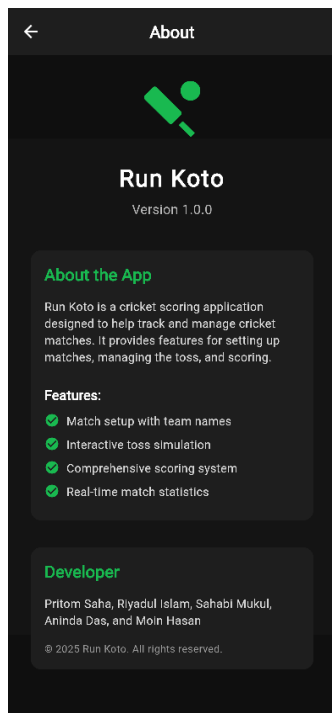 About
Run Koto
Version 1.0.0
About the App
Run Koto is a cricket scoring application
designed to help track and manage cricket
matches. It provides features for setting up
matches, managing the toss, and scoring.
Features:
Match setup with team names
Interactive toss simulation
Comprehensive scoring system
Real-time match statistics
Developer
Pritom Saha, Riyadul Islam, Sahabi Mukul,
Aninda Das, and Moin Hasan
© 2025 Run Koto. All rights reserved.